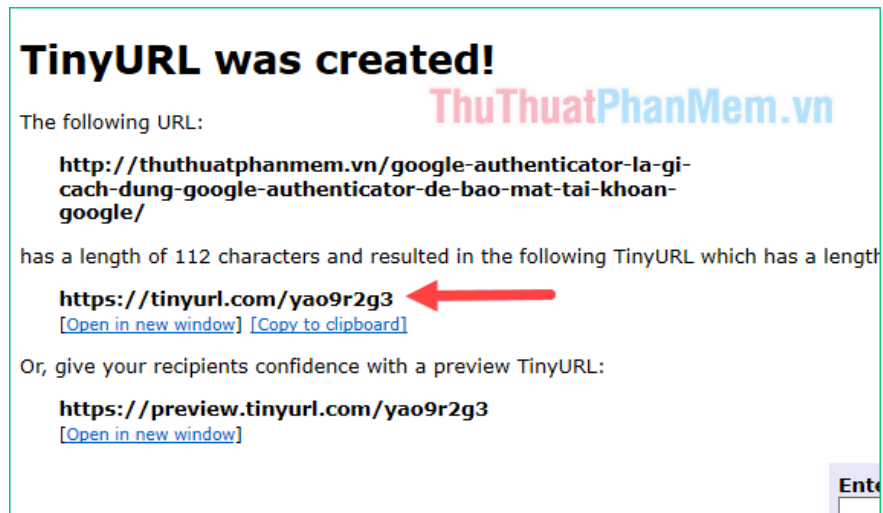 TinyURL was created!
ThuThuatPhanMem.vn
The following URL:
http://thuthuatphanmem.vn/google-authenticator-la-gi-
cach-dung-google-authenticator-de-bao-mat-tai-khoan-
google/
has a length of 112 characters and resulted in the following TinyURL which has a length
https://tinyurl.com/yao9r2g3
[Open in new window] [Copy to clipboard]
Or, give your recipients confidence with a preview TinyURL:
https://preview.tinyurl.com/yao9r2g3
[Open in new window]